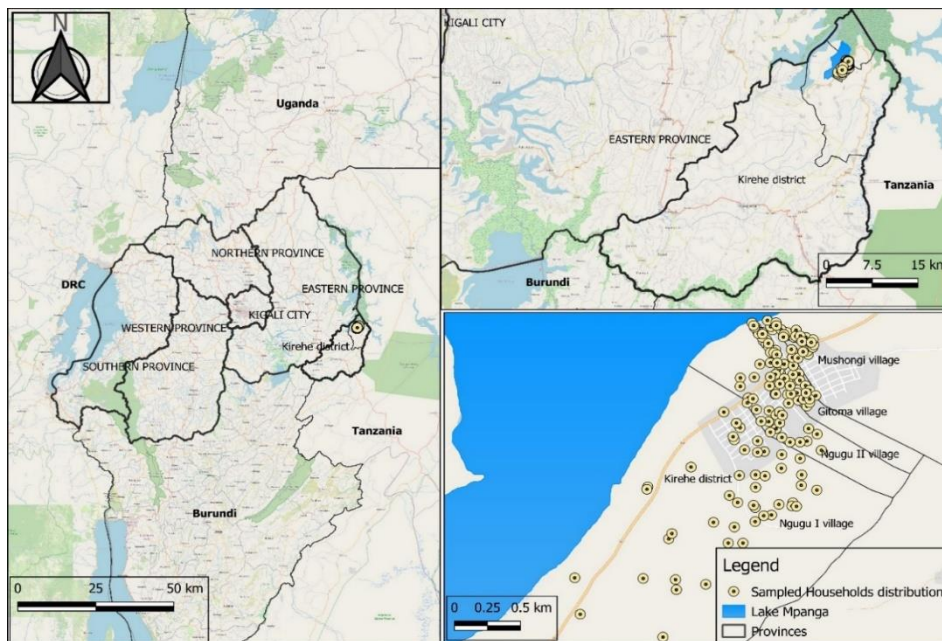 N
Uganda
DRC
NORTHERN PROVINCE
EASTERN PROVINCE
KIGALI CITY
WESTERN PROVINCE
Kirehe district
SOUTHERN PROVINCE
Tanzania
Burundi
0 25 50 km
KIGALI CITY
EASTERN PROVINCE
Kirehe district
Tanzania
Burundi
0 7.5 15 km
Mushongi village
Gitoma village
Ngugu II village
Kirehe district
Ngugu I village
0 0.25 0.5 km
Legend
Sampled Households distribution
Lake Mpanga
Provinces